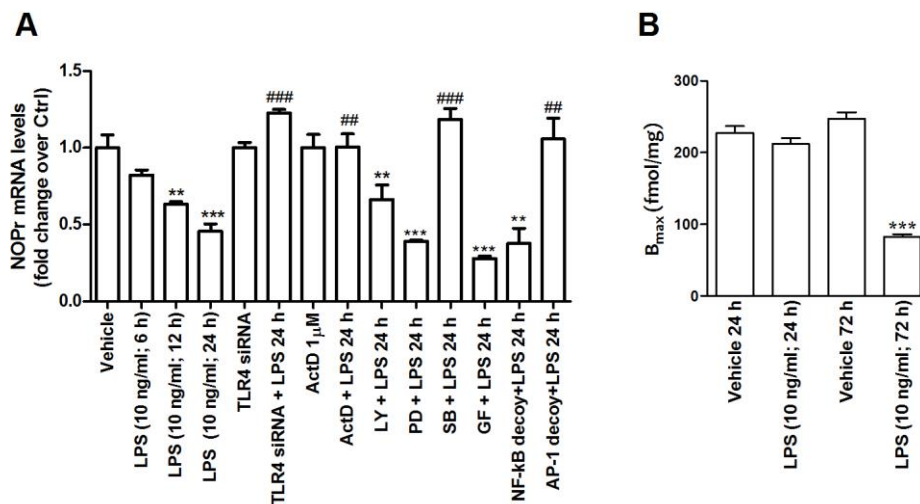 A
NOPr mRNA levels
(fold change over Ctrl)
1.5
1.0
0.5
0.0
**
***
###
##
**
***
###
***
**
##
Vehicle
LPS (10 ng/ml; 6 h)
LPS (10 ng/ml; 12 h)
LPS (10 ng/ml; 24 h)
TLR4 siRNA
TLR4 siRNA + LPS 24 h
ActD 1µM
ActD + LPS 24 h
LY + LPS 24 h
PD + LPS 24 h
SB + LPS 24 h
GF + LPS 24 h
NF-kB decoy+LPS 24 h
AP-1 decoy+LPS 24 h
B
Bmax (fmol/mg)
300
200
100
0
***
Vehicle 24 h
LPS (10 ng/ml; 24 h)
Vehicle 72 h
LPS (10 ng/ml; 72 h)